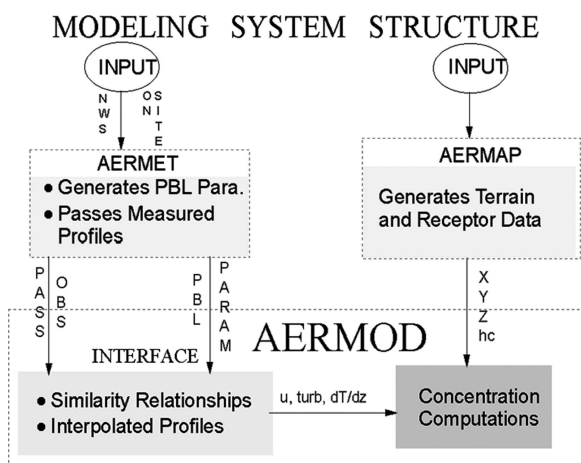 MODELING SYSTEM STRUCTURE
INPUT
INPUT
NWS
ON
SITE
AERMET
● Generates PBL Para.
● Passes Measured
Profiles
AERMAP
Generates Terrain
and Receptor Data
PASS
OBS
PBL
PARAM
X
Y
Z
hc
AERMOD
INTERFACE
● Similarity Relationships
● Interpolated Profiles
u, turb, dT/dz
Concentration
Computations